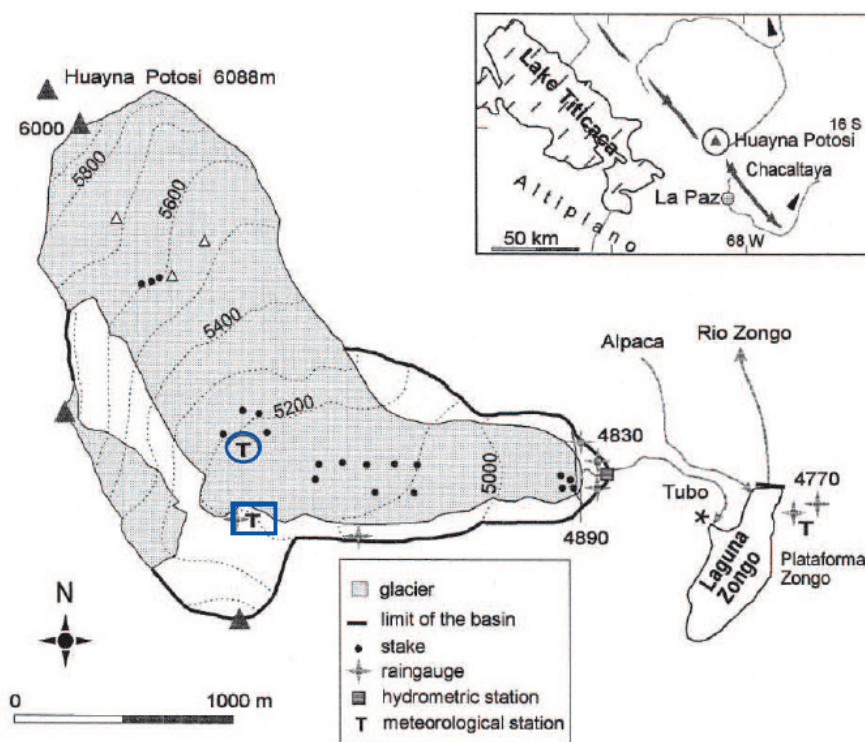 Huayna Potosi 6088m
6000
5800
5600
5400
5200
5000
T
T
Lake Titicaca
Altiplano
16 S
Huayna Potosi
Chacaltaya
La Paz
50 km
68 W
Alpaca
Rio Zongo
4830
4770
Tubo
*
T
4890
Laguna Zongo
Plataforma
Zongo
N
0
1000 m
glacier
limit of the basin
stake
raingauge
hydrometric station
T meteorological station